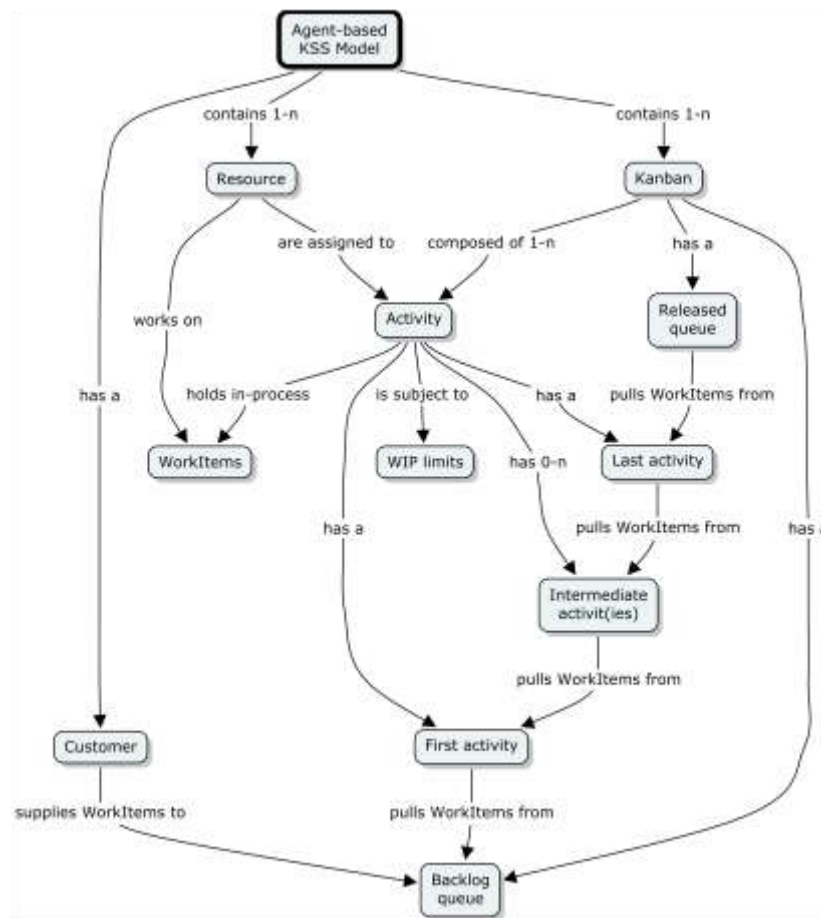 Agent-based
KSS Model
contains 1-n
contains 1-n
Resource
Kanban
are assigned to
composed of 1-n
has a
Released
queue
Activity
works on
has a
holds in-process
is subject to
has a
pulls WorkItems from
WorkItems
WIP limits
has 0-n
Last activity
has a
pulls WorkItems from
has a
Intermediate
activit(ies)
pulls WorkItems from
Customer
First activity
supplies WorkItems to
pulls WorkItems from
Backlog
queue